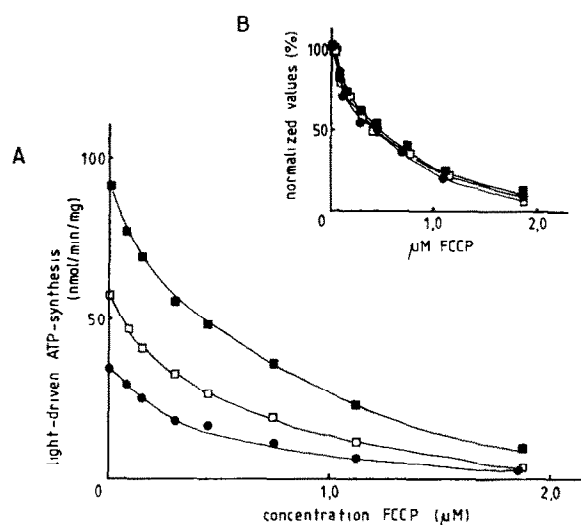 B
100
50
0
1,0
2,0
normalized values (%)
µM FCCP
A
100
50
0
0
1,0
2,0
light-driven ATP-synthesis
(nmol/min/mg)
concentration FCCP (µM)